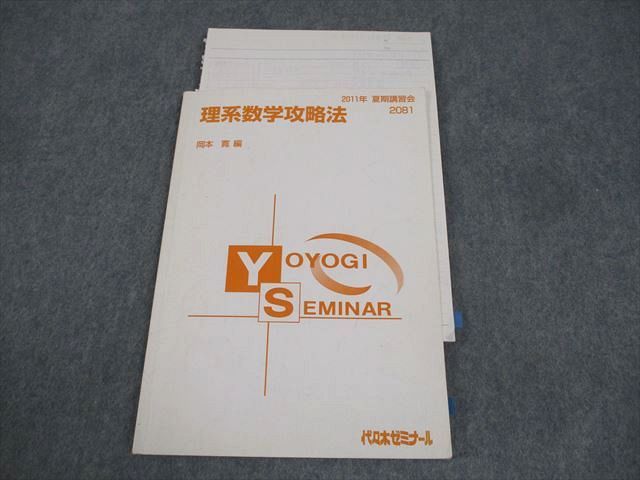 2011年 夏期講習会
理系数学攻略法
2081
岡本 寛 編
YOYOGI
SEMINAR
代々木ゼミナール